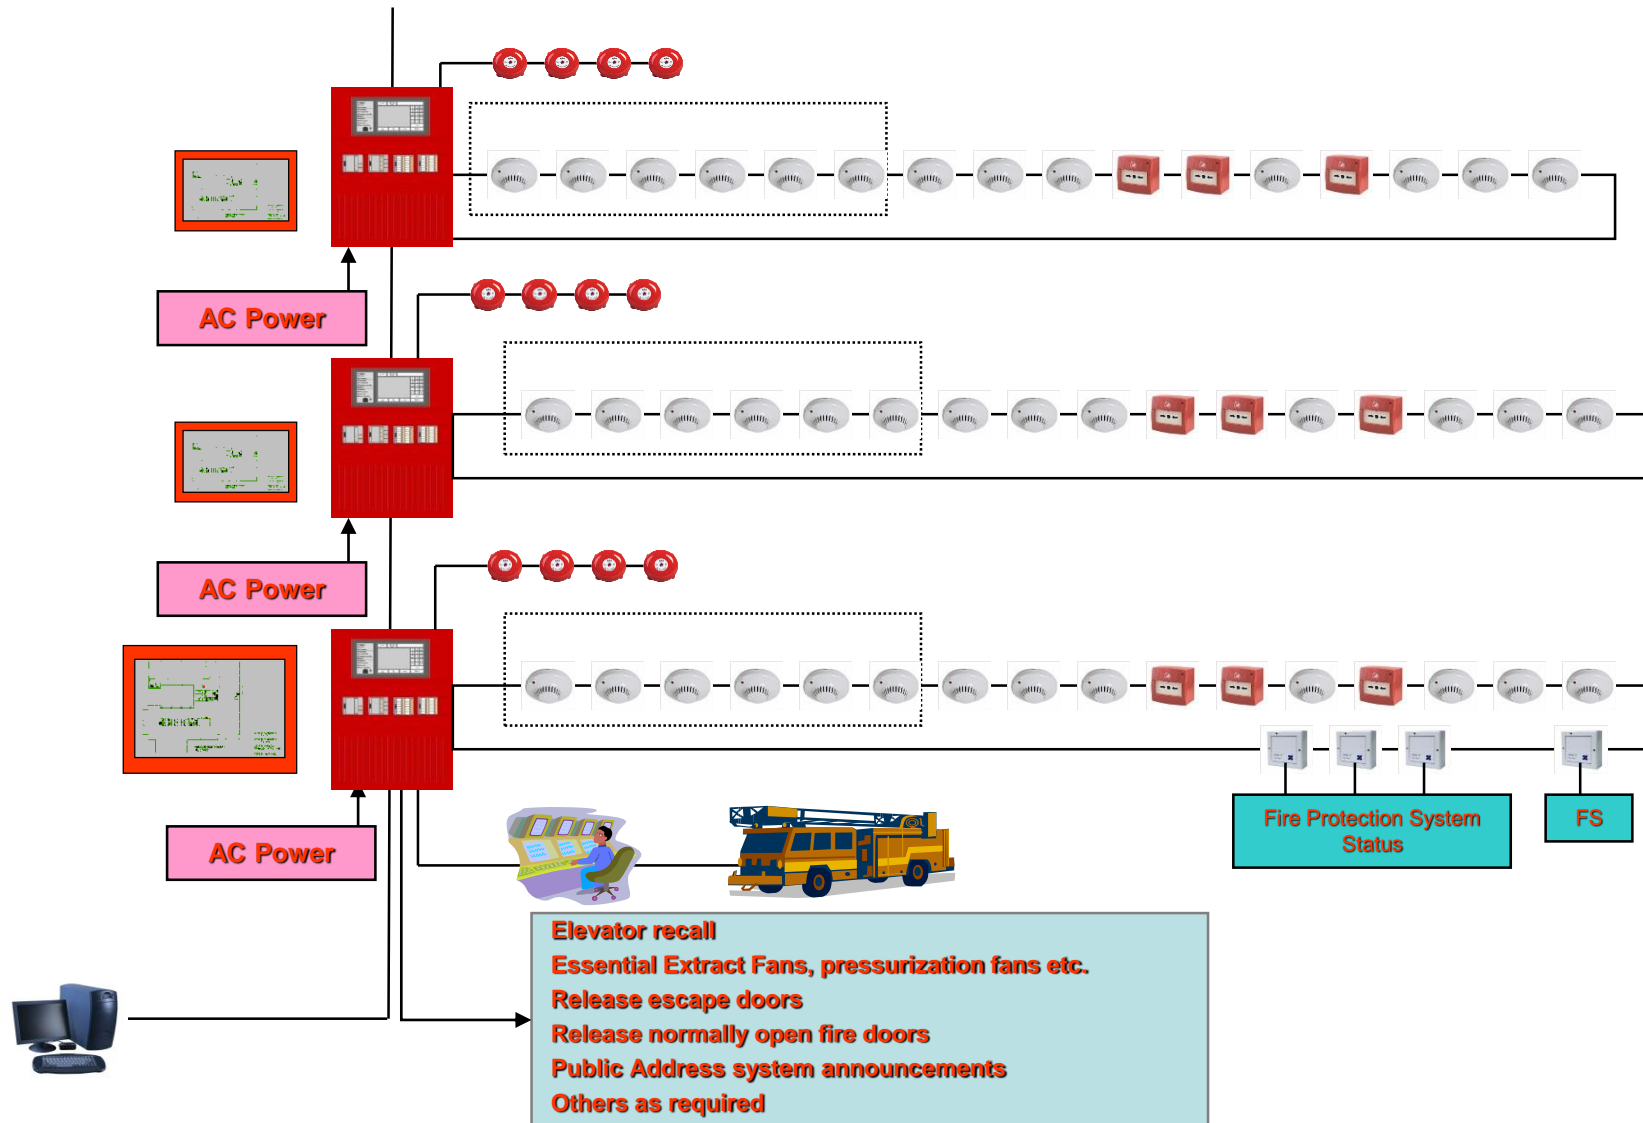 AC Power
AC Power
AC Power
Fire Protection System
Status
FS
Elevator recall
Essential Extract Fans, pressurization fans etc.
Release escape doors
Release normally open fire doors
Public Address system announcements
Others as required